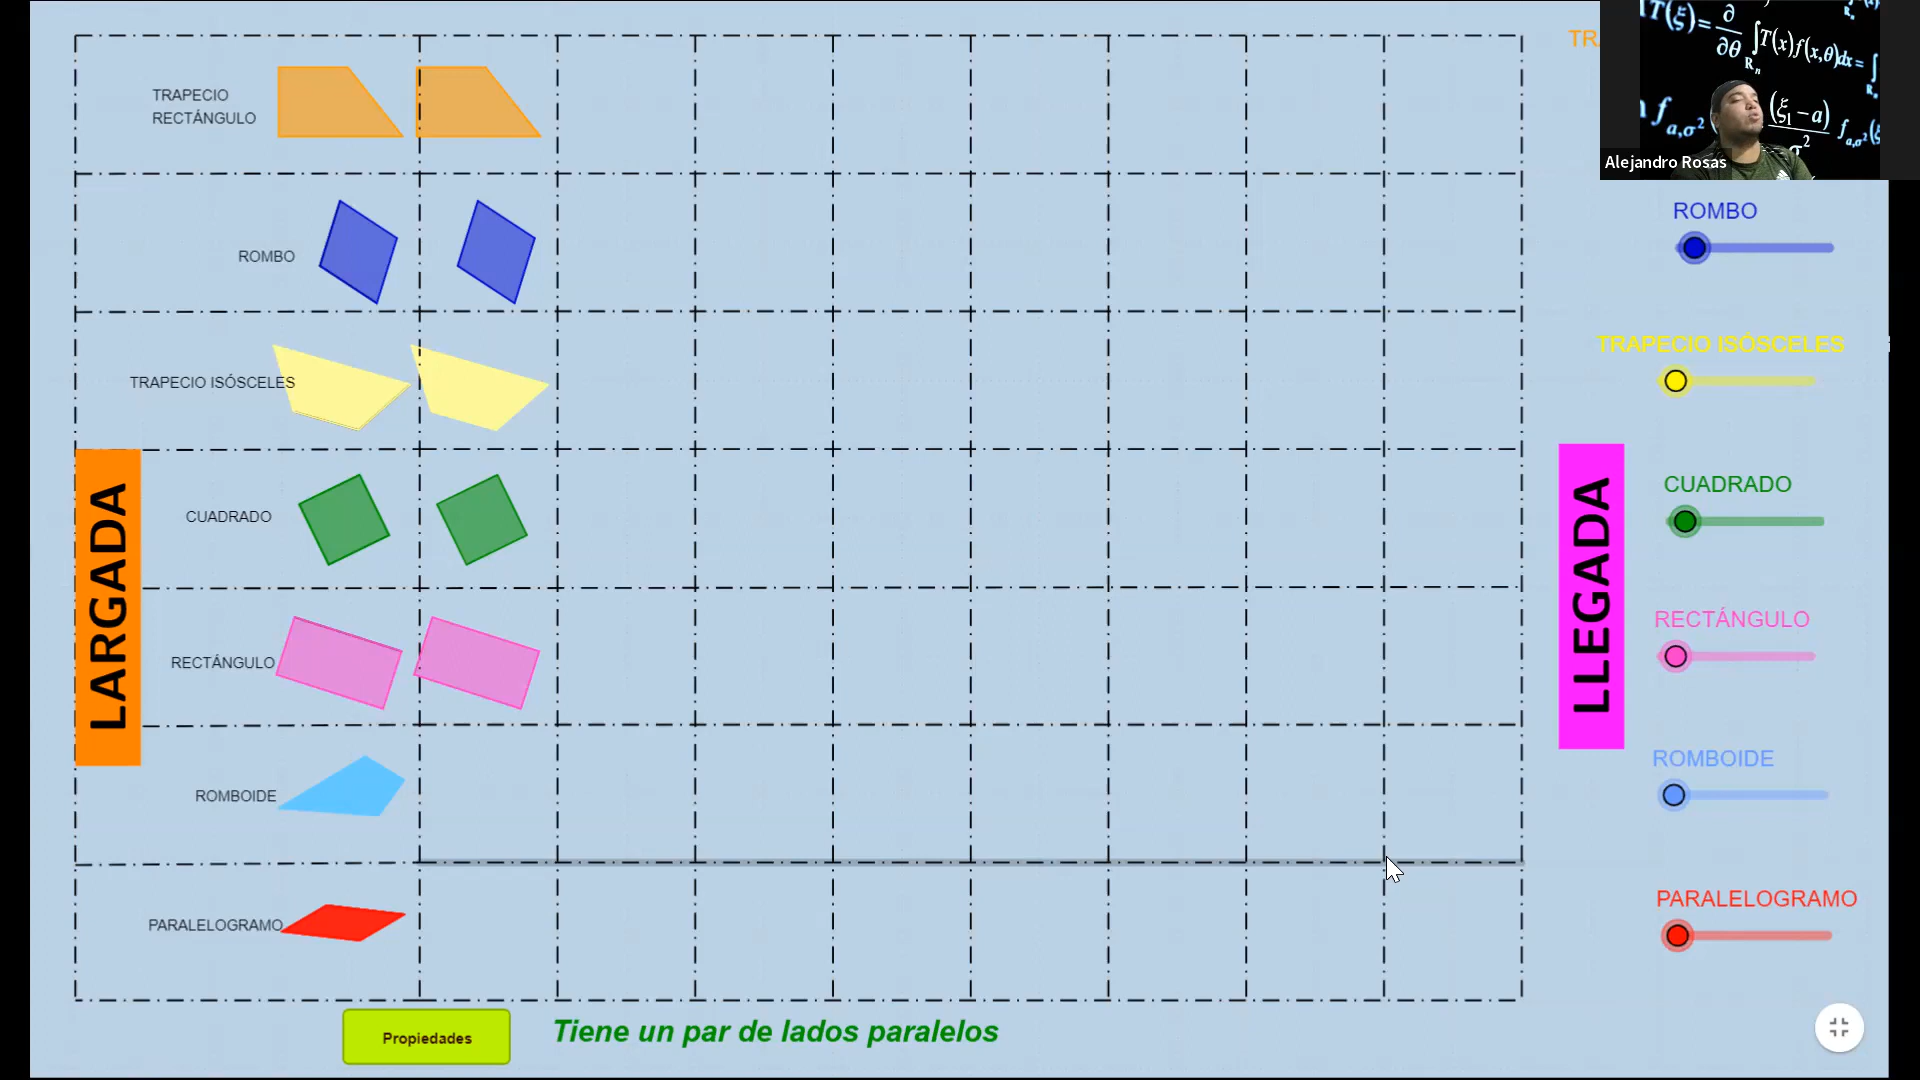 TRAPECIO
RECTÁNGULO
ROMBO
TRAPECIO ISÓSCELES
CUADRADO
RECTÁNGULO
ROMBOIDE
PARALELOGRAMO
LARGADA
LLEGADA
TR
Alejandro Rosas
ROMBO
TRAPECIO ISÓSCELES
CUADRADO
RECTÁNGULO
ROMBOIDE
PARALELOGRAMO
Propiedades
Tiene un par de lados paralelos